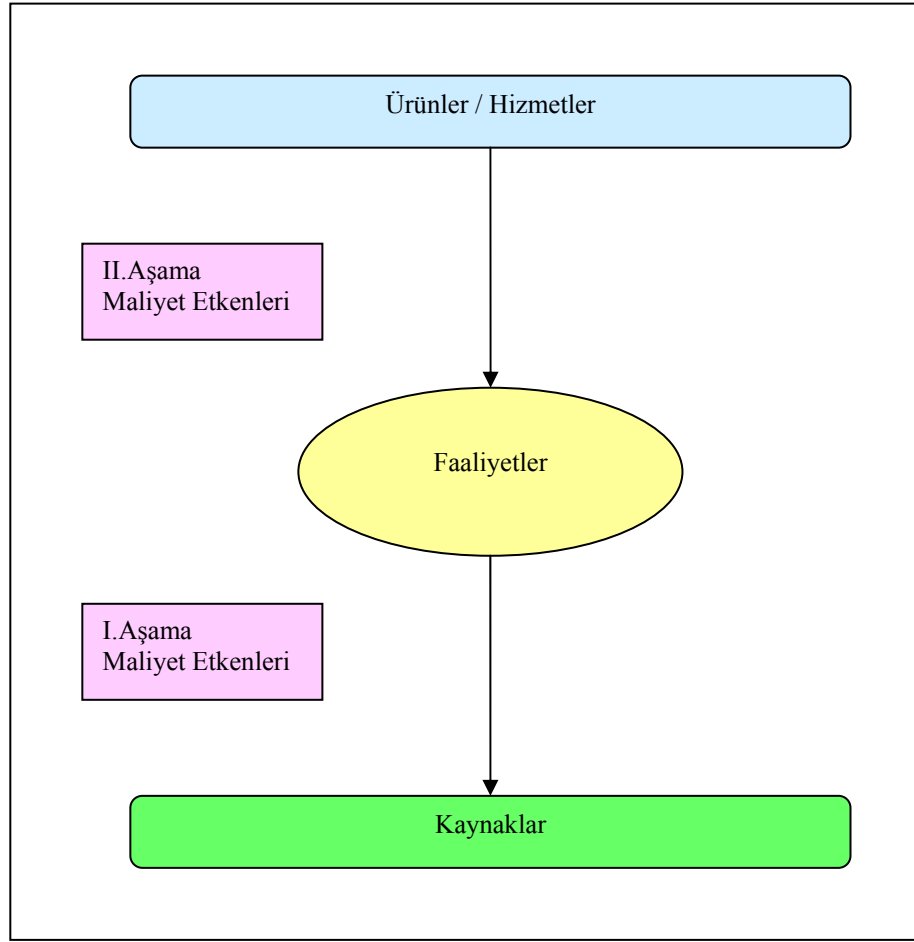 Ürünler / Hizmetler
II.Aşama
Maliyet Etkenleri
Faaliyetler
I.Aşama
Maliyet Etkenleri
Kaynaklar